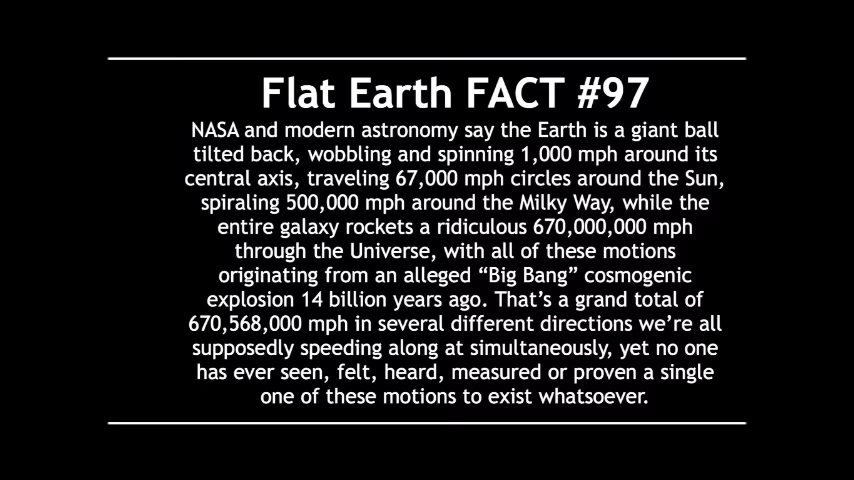 Flat Earth FACT #97
NASA and modern astronomy say the Earth is a giant ball
tilted back, wobbling and spinning 1,000 mph around its
central axis, traveling 67,000 mph circles around the Sun,
spiraling 500,000 mph around the Milky Way, while the
entire galaxy rockets a ridiculous 670,000,000 mph
through the Universe, with all of these motions
originating from an alleged “Big Bang” cosmogenic
explosion 14 billion years ago. That’s a grand total of
670,568,000 mph in several different directions we’re all
supposedly speeding along at simultaneously, yet no one
has ever seen, felt, heard, measured or proven a single
one of these motions to exist whatsoever.